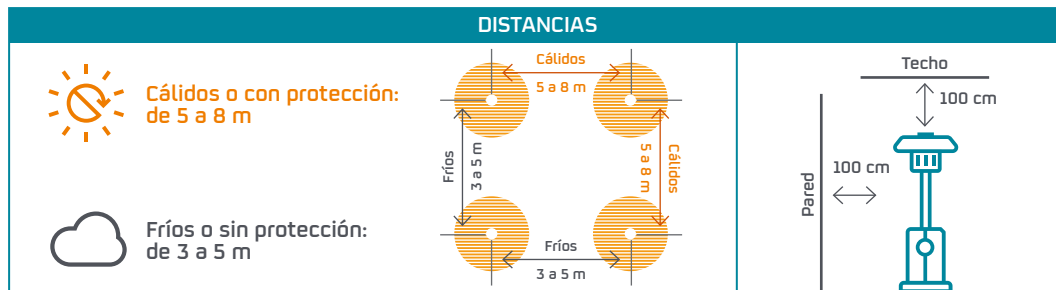 DISTANCIAS
Cálidos o con protección:
de 5 a 8 m
Fríos o sin protección:
de 3 a 5 m
Cálidos
5 a 8 m
Fríos
3 a 5 m
Cálidos
5 a 8 m
Fríos
3 a 5 m
Techo
100 cm
100 cm
Pared